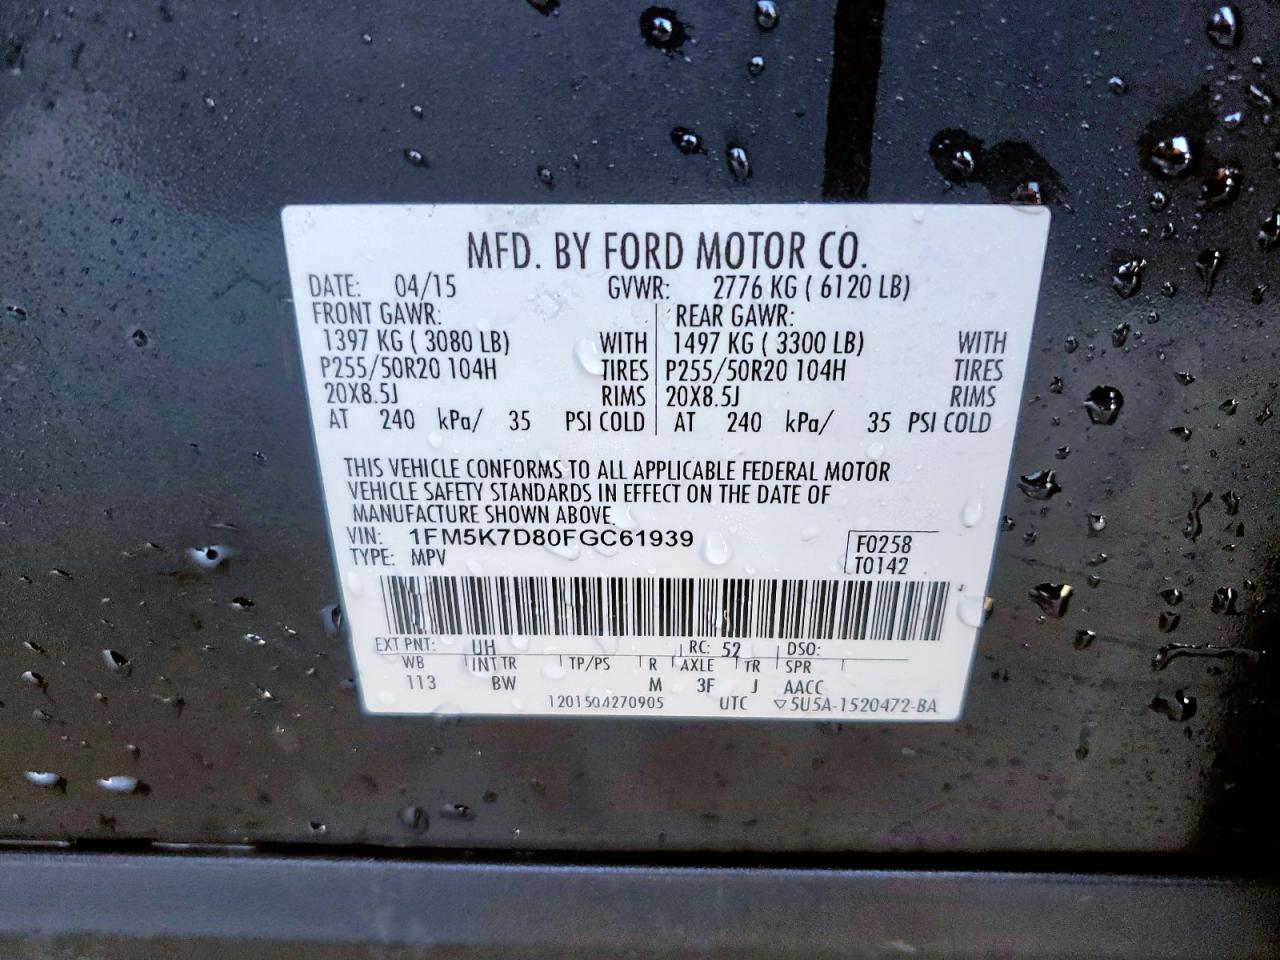 MFD. BY FORD MOTOR CO.
DATE: 04/15 GVWR: 2776 KG ( 6120 LB)
FRONT GAWR: REAR GAWR:
1397 KG ( 3080 LB) WITH 1497 KG ( 3300 LB) WITH
P255/50R20 104H TIRES P255/50R20 104H TIRES
20X8.5J RIMS 20X8.5J RIMS
AT 240 kPa/ 35 PSI COLD AT 240 kPa/ 35 PSI COLD
THIS VEHICLE CONFORMS TO ALL APPLICABLE FEDERAL MOTOR
VEHICLE SAFETY STANDARDS IN EFFECT ON THE DATE OF
MANUFACTURE SHOWN ABOVE.
VIN: 1FM5K7D80FGC61939 F0258
TYPE: MPV T0142
EXT PNT: UH RC: 52 DSO:
WB INT TR TP/PS R AXLE TR SPR
113 BW M 3F J AACC
1201504270905 UTC ▽5U5A-1520472-BA